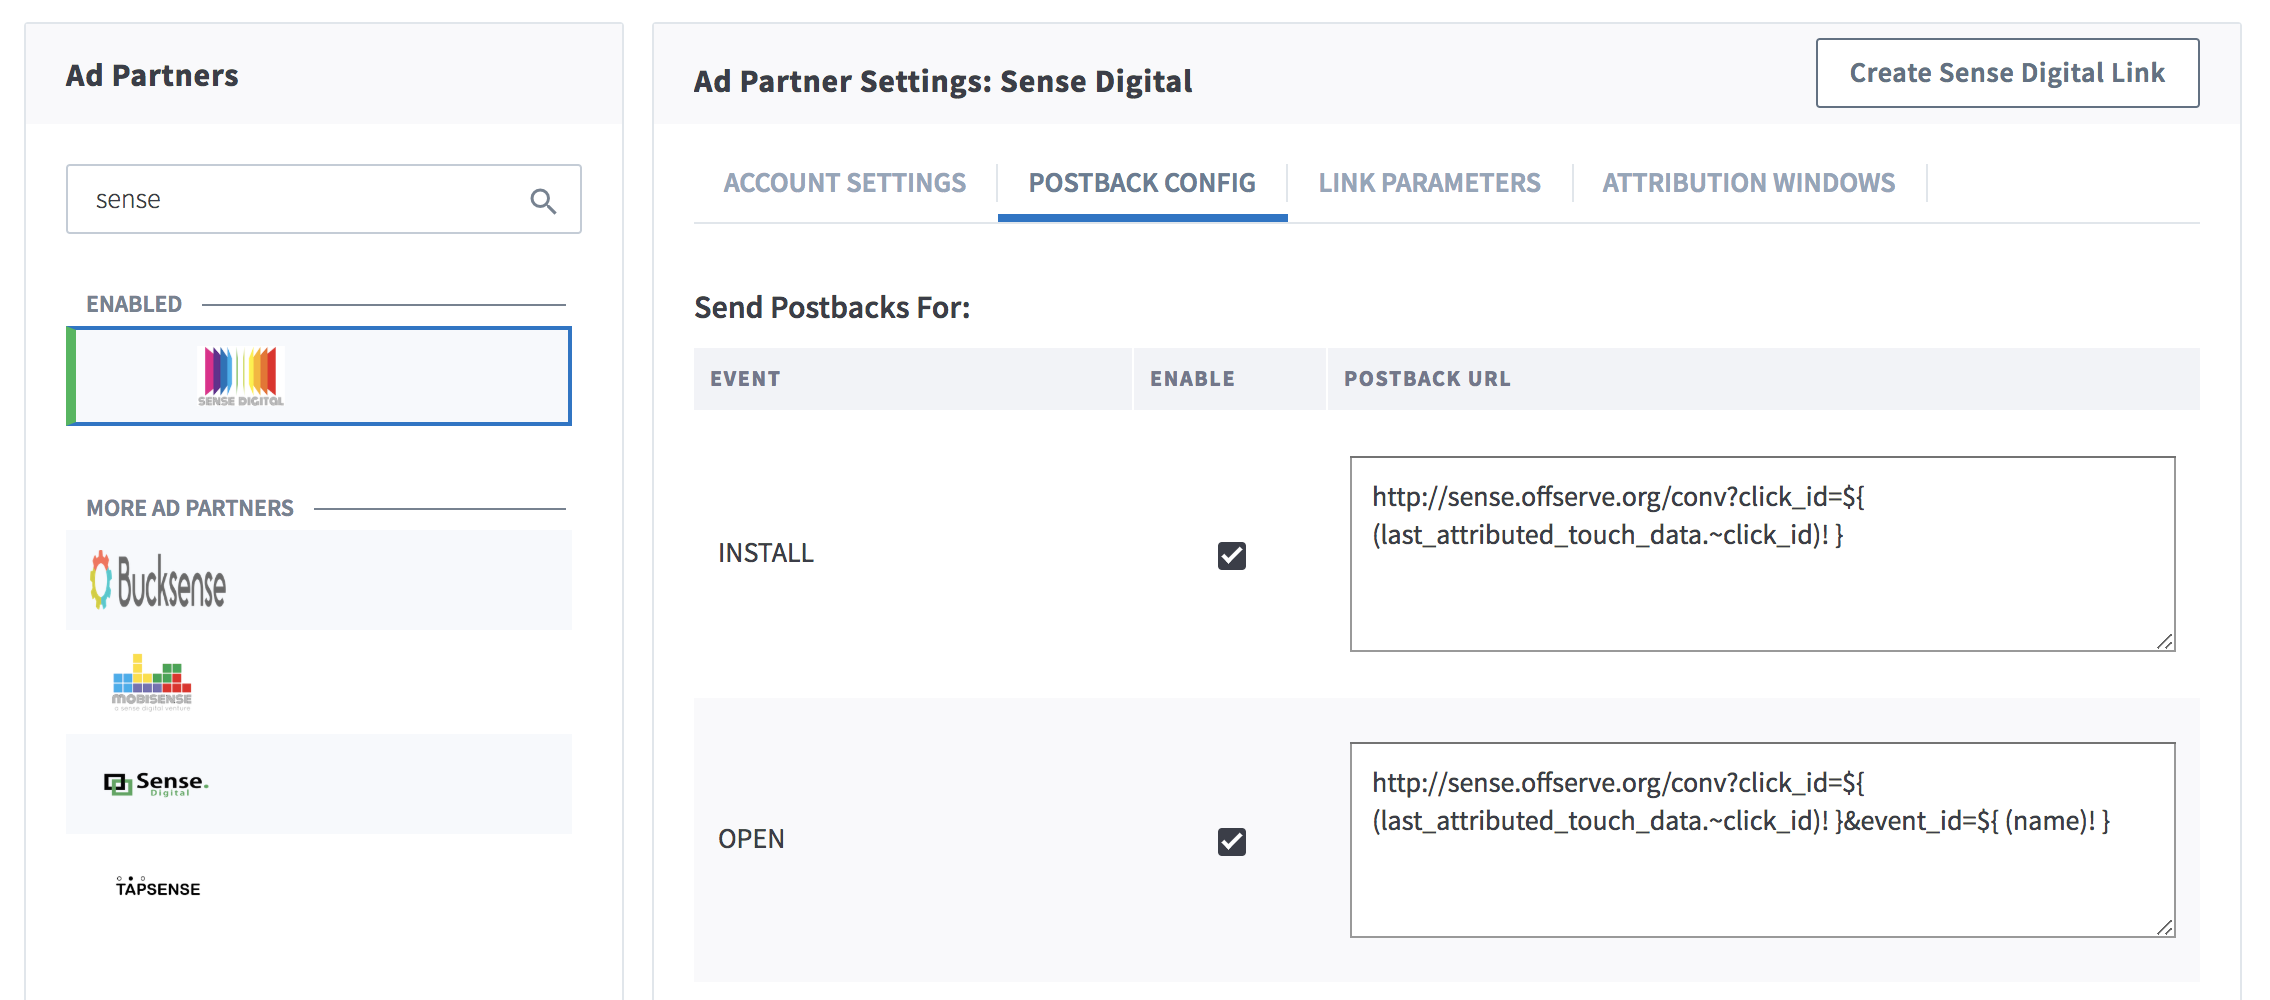 Ad Partners
sense
ENABLED
SENSE DIGITAL
MORE AD PARTNERS
Bucksense
MOBISENSE
a sense digital venture
Sense.
Digital
TAPSENSE
Ad Partner Settings: Sense Digital
Create Sense Digital Link
ACCOUNT SETTINGS
POSTBACK CONFIG
LINK PARAMETERS
ATTRIBUTION WINDOWS
Send Postbacks For:
EVENT
ENABLE
POSTBACK URL
INSTALL
http://sense.offserve.org/conv?click_id=${
(last_attributed_touch_data.~click_id)! }
OPEN
http://sense.offserve.org/conv?click_id=${
(last_attributed_touch_data.~click_id)! }&event_id=${ (name)! }